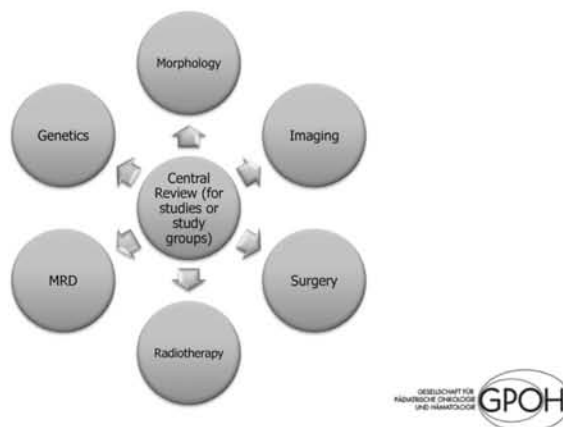 Morphology
Genetics
Imaging
Central
Review (for
studies or
study
groups)
MRD
Surgery
Radiotherapy
GESELLSCHAFT FÜR
PÄDIATRISCHE ONKOLOGIE
UND HÄMATOLOGIE
GPOH